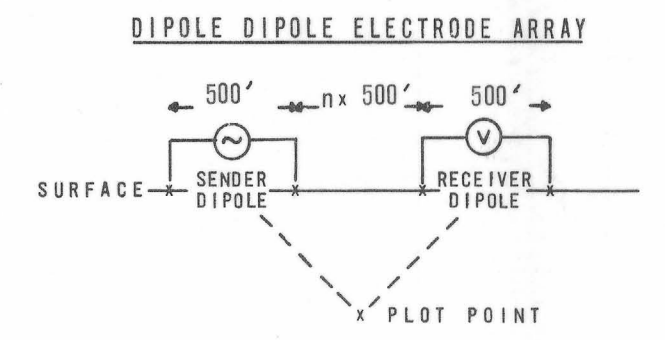 DIPOLE DIPOLE ELECTRODE ARRAY
500' n x 500' 500'
~ V
SURFACE x SENDER x x RECEIVER x
DIPOLE DIPOLE
x PLOT POINT